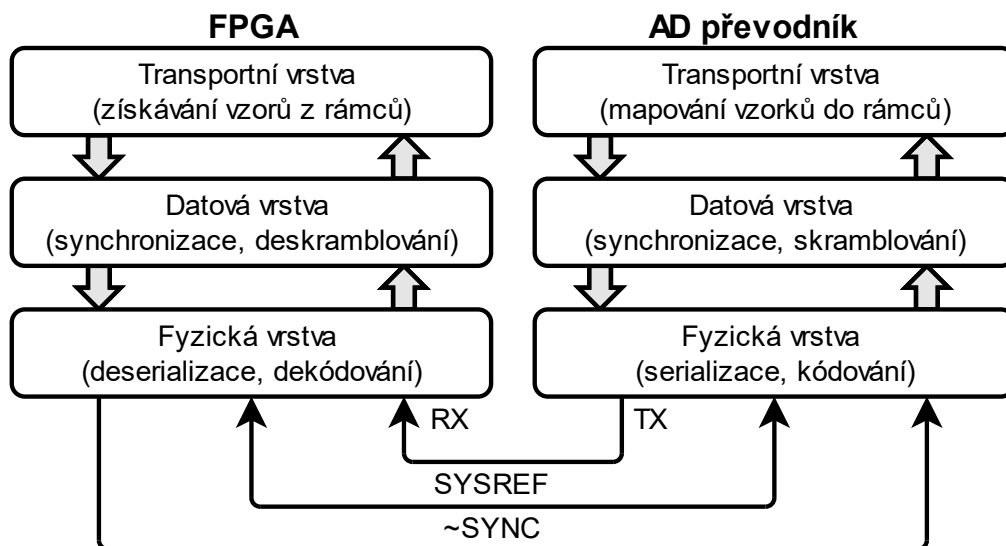 FPGA
AD převodník
Transportní vrstva
(získávání vzorů z rámců)
Transportní vrstva
(mapování vzorků do rámců)
Datová vrstva
(synchronizace, deskramblování)
Datová vrstva
(synchronizace, skramblování)
Fyzická vrstva
(deserializace, dekódování)
Fyzická vrstva
(serializace, kódování)
RX
TX
SYSREF
~SYNC